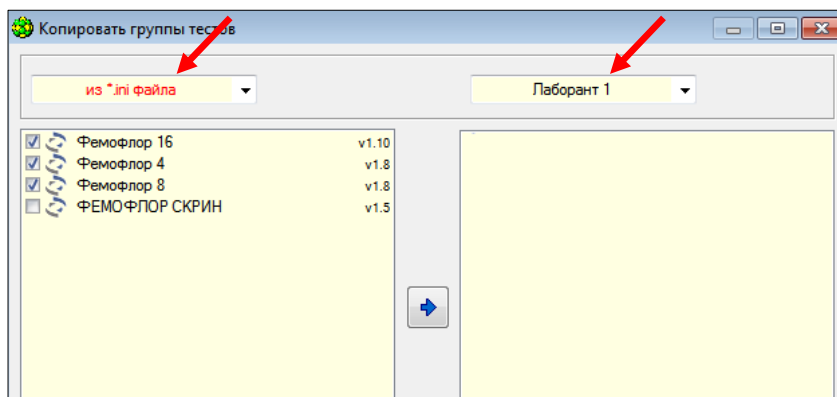 Копировать группы тестов
из *.ini файла
Лаборант 1
Фемофлор 16 v1.10
Фемофлор 4 v1.8
Фемофлор 8 v1.8
ФЕМОФЛОР СКРИН v1.5